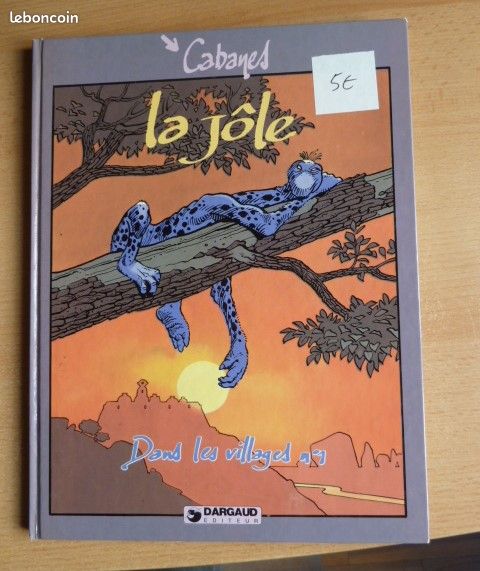 leboncoin
Cabanes
5€
la jôle
Dans les villages n°1
DARGAUD
EDITEUR